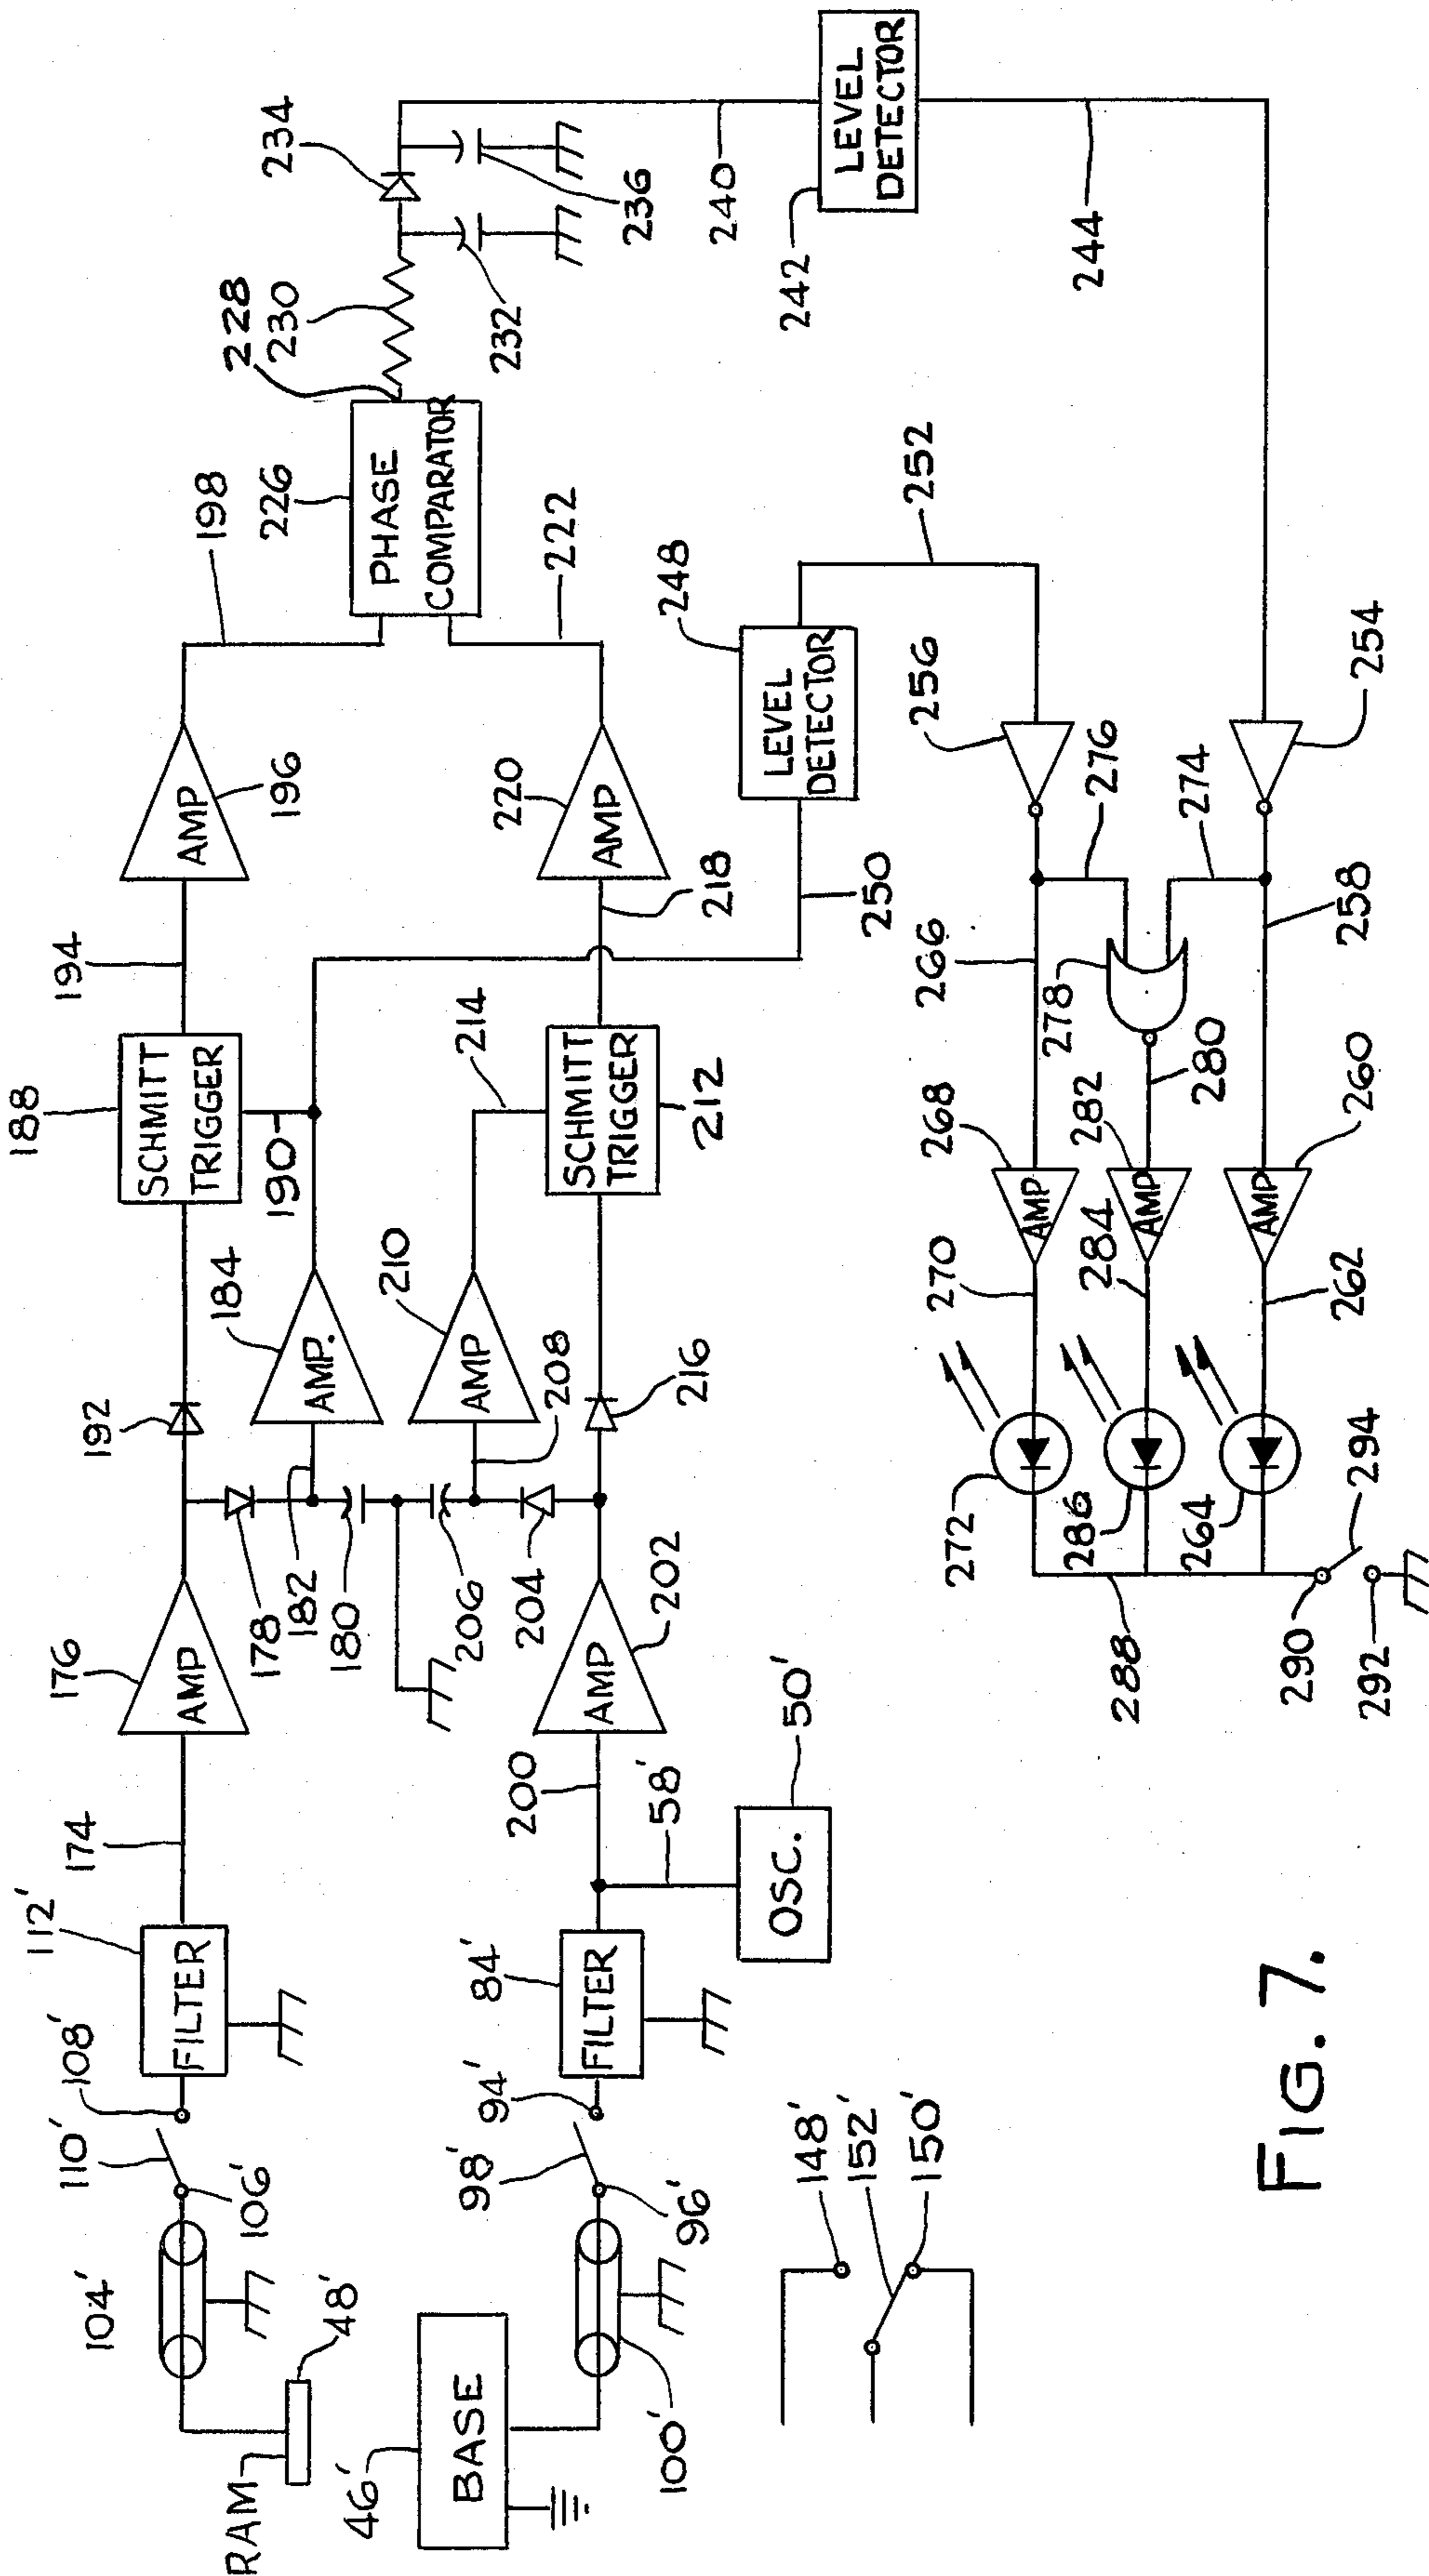 RAM
48'
104'
106'
110'
108'
112'
FILTER
174
176
AMP
178
182
180
184
AMP.
192
188
SCHMITT
TRIGGER
190
194
196
AMP
198
226
PHASE
COMPARATOR
228
230
234
232
236
240
242
LEVEL
DETECTOR
244
46'
BASE
100'
96'
98'
94'
84'
FILTER
58'
50'
OSC.
200
202
AMP
204
206
208
210
AMP
214
216
SCHMITT
TRIGGER
212
218
220
AMP
222
248
LEVEL
DETECTOR
250
252
256
254
276
274
258
266
278
280
268
AMP
282
AMP
260
AMP
270
284
262
272
286
264
288
290
292
294
148'
152'
150'
FIG. 7.